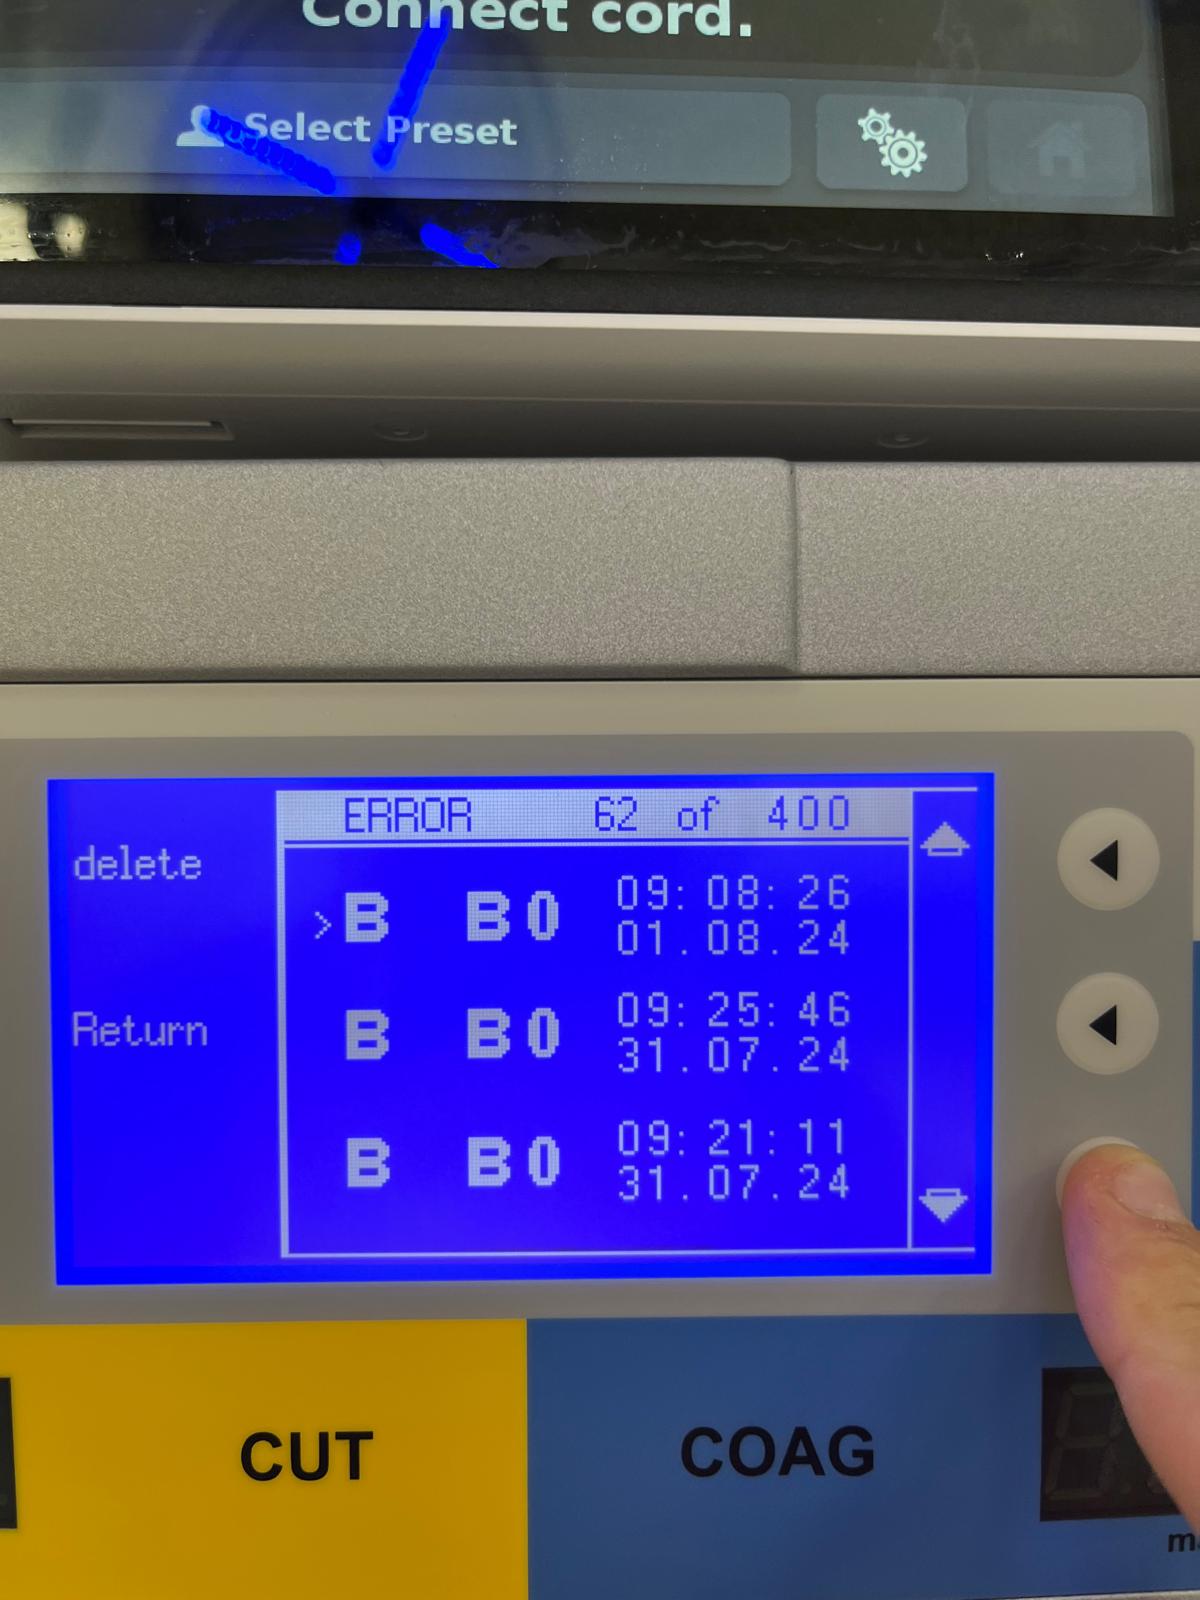 Connect cord.
Select Preset
ERROR 62 of 400
delete
> B B0 09:08:26
01.08.24
Return
B B0 09:25:46
31.07.24
B B0 09:21:11
31.07.24
CUT
COAG